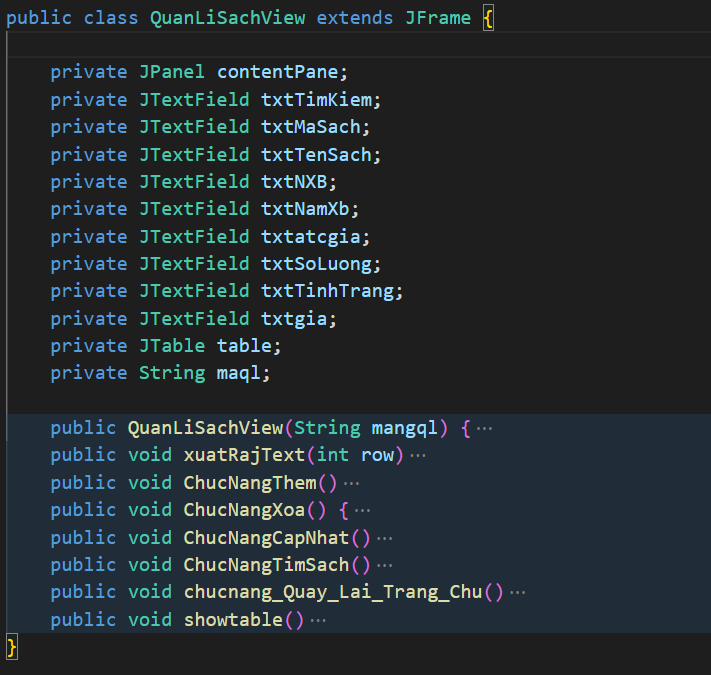 public class QuanLiSachView extends JFrame {
private JPanel contentPane;
private JTextField txtTimKiem;
private JTextField txtMaSach;
private JTextField txtTenSach;
private JTextField txtNXB;
private JTextField txtNamXb;
private JTextField txtatcgia;
private JTextField txtSoLuong;
private JTextField txtTinhTrang;
private JTextField txtgia;
private JTable table;
private String maql;
public QuanLiSachView(String mangql) {···
public void xuatRajText(int row)···
public void ChucNangThem()···
public void ChucNangXoa() {···
public void ChucNangCapNhat()···
public void ChucNangTimSach()···
public void chucnang_Quay_Lai_Trang_Chu()···
public void showtable()···
}